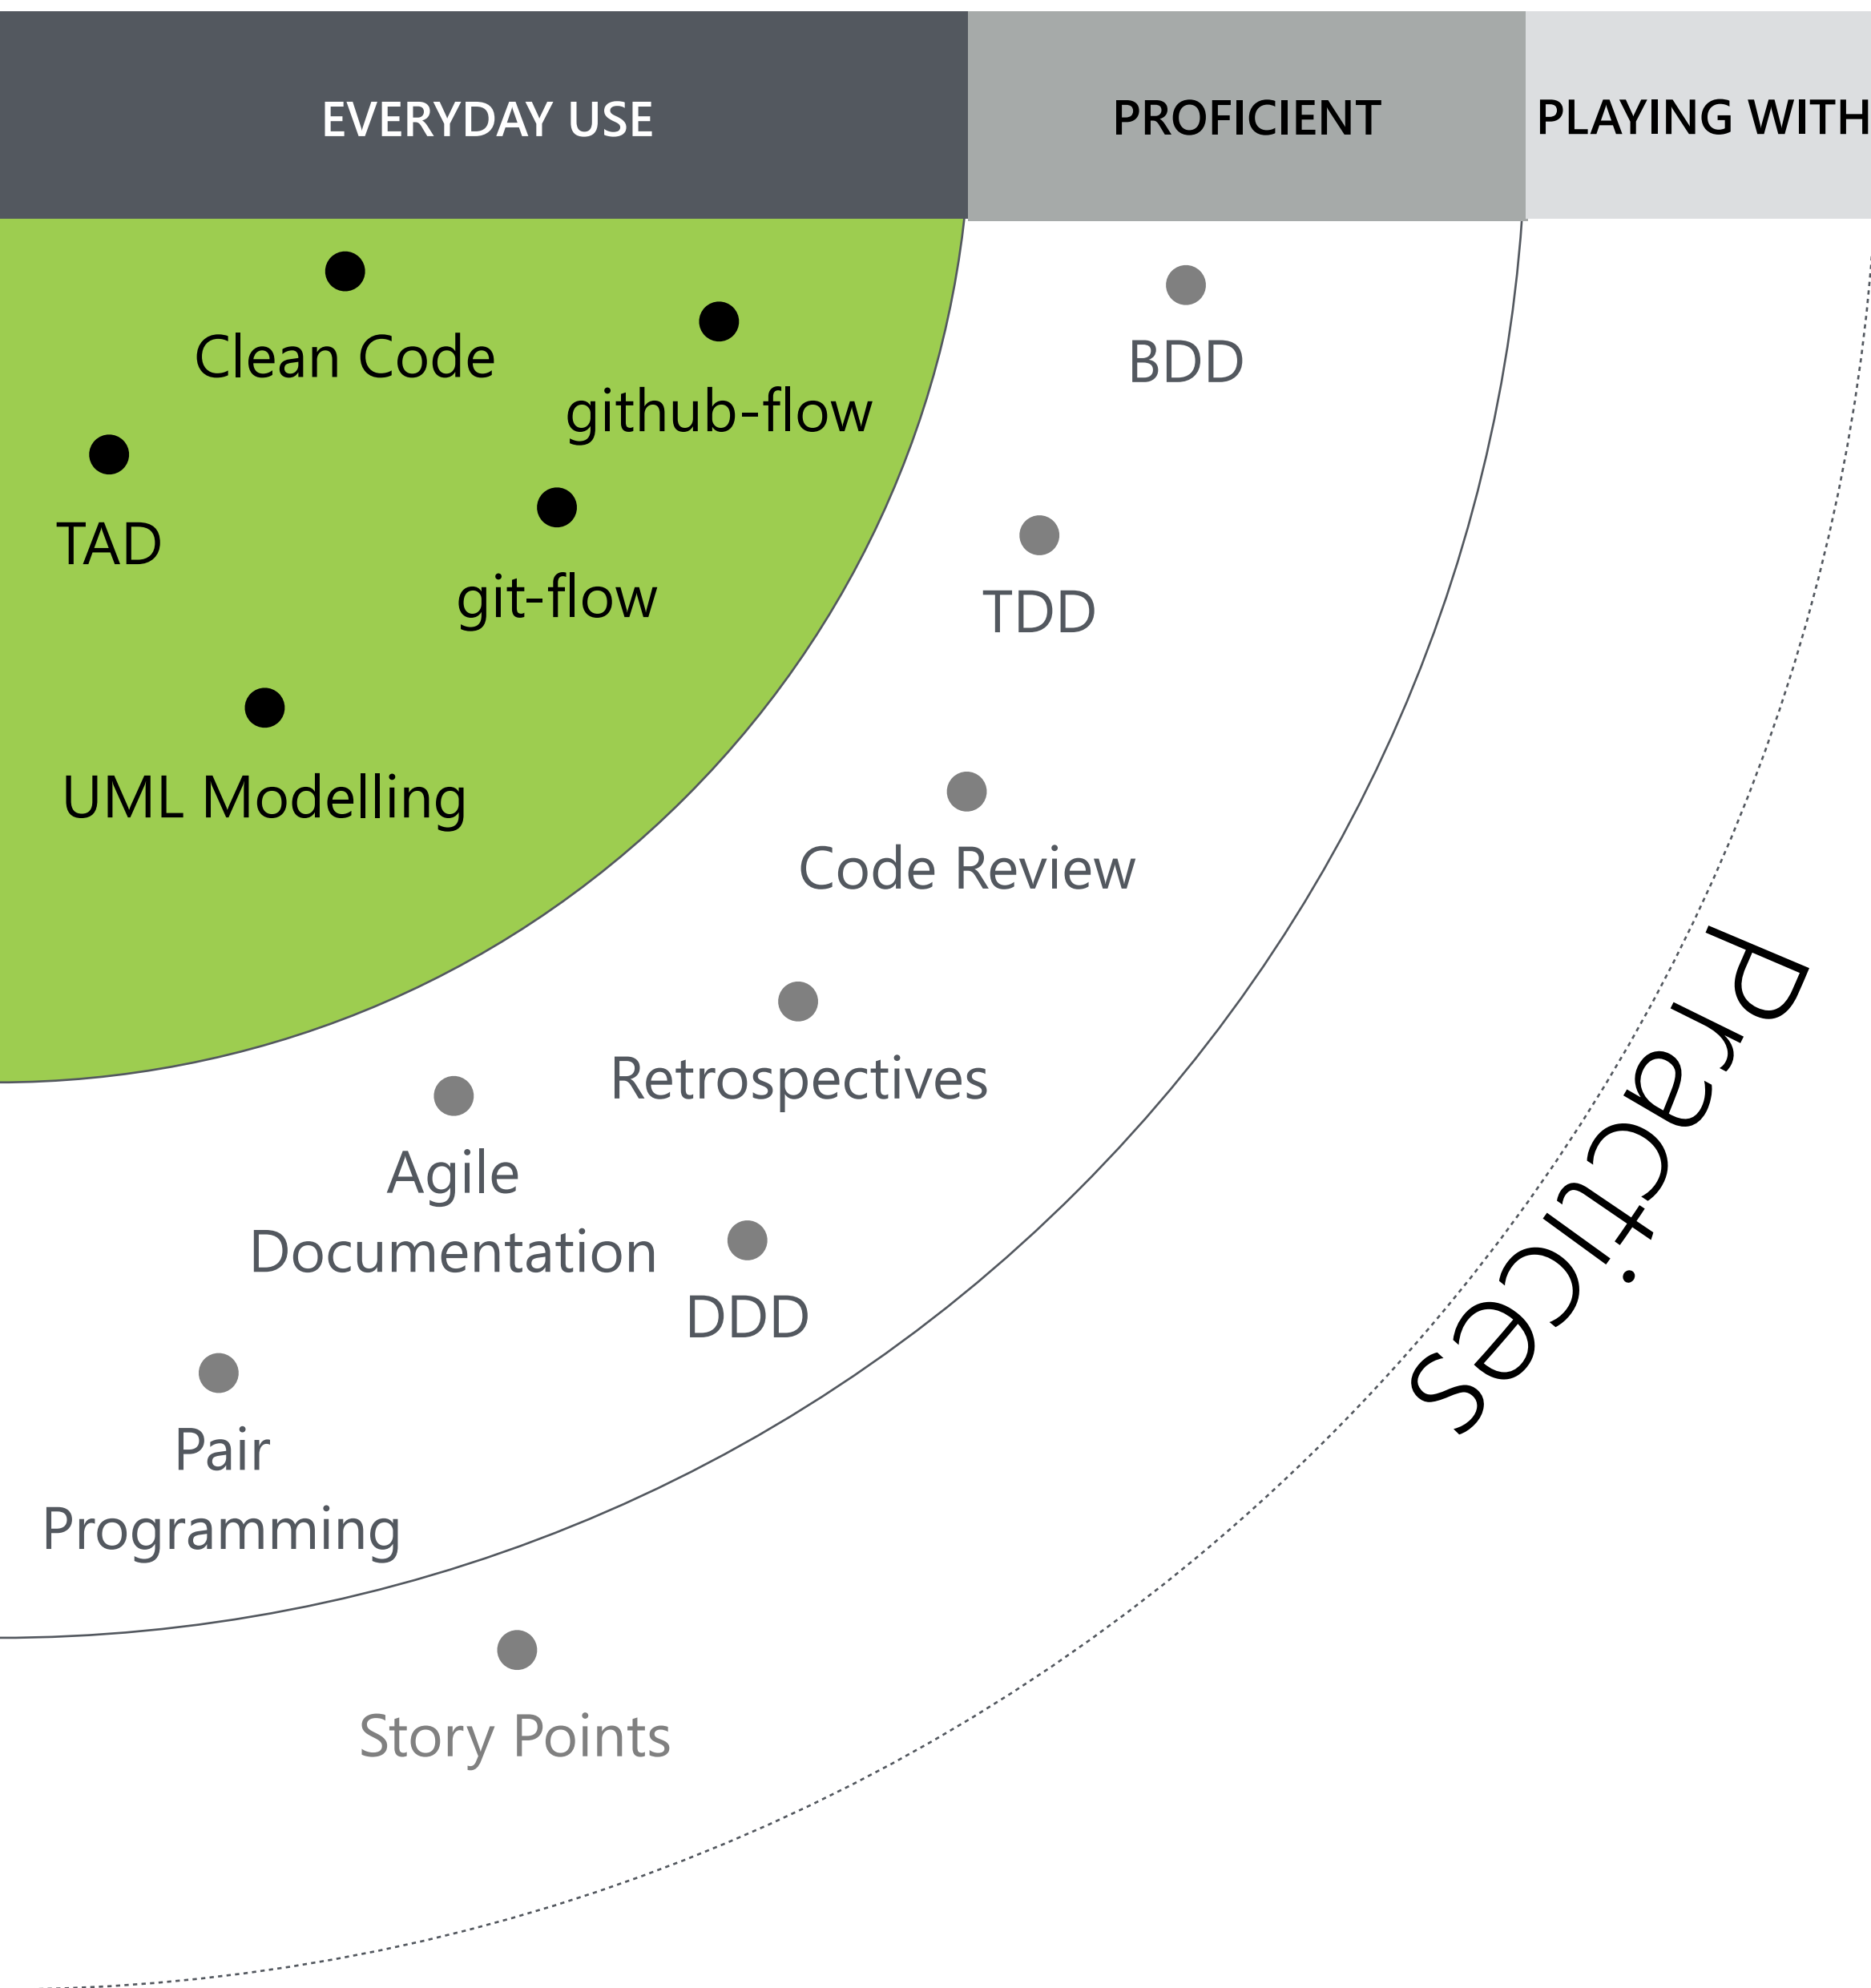 EVERYDAY USE
PROFICIENT
PLAYING WITH
Clean Code
github-flow
BDD
TAD
git-flow
TDD
UML Modelling
Code Review
Retrospectives
Agile
Documentation
DDD
Pair
Programming
Story Points
Practices